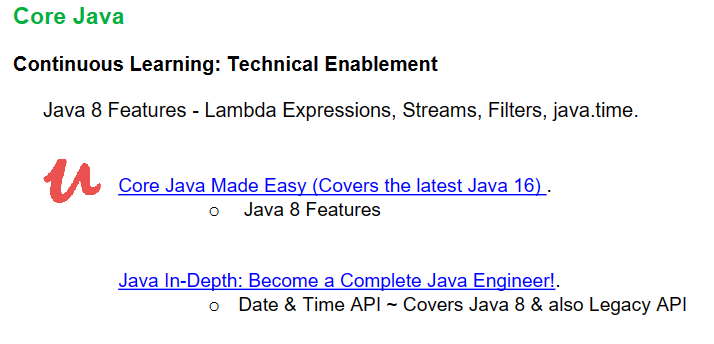 Core Java
Continuous Learning: Technical Enablement
Java 8 Features - Lambda Expressions, Streams, Filters, java.time.
u
Core Java Made Easy (Covers the latest Java 16) .
o Java 8 Features
Java In-Depth: Become a Complete Java Engineer!.
o Date & Time API ~ Covers Java 8 & also Legacy API